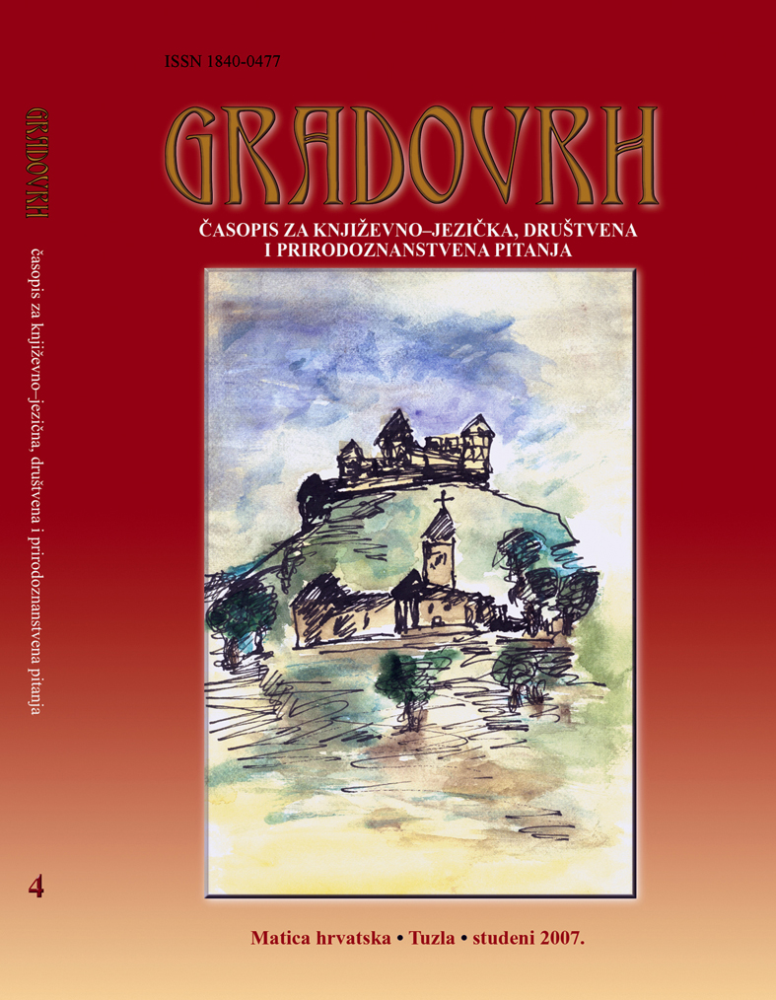 ISSN 1840-0477
GRADOVRH
ČASOPIS ZA KNJIŽEVNO–JEZIČKA, DRUŠTVENA
I PRIRODOZNANSTVENA PITANJA
Matica hrvatska • Tuzla • studeni 2007.
GRADOVRH
časopis za književno–jezična, društvena i prirodoznanstvena pitanja
4